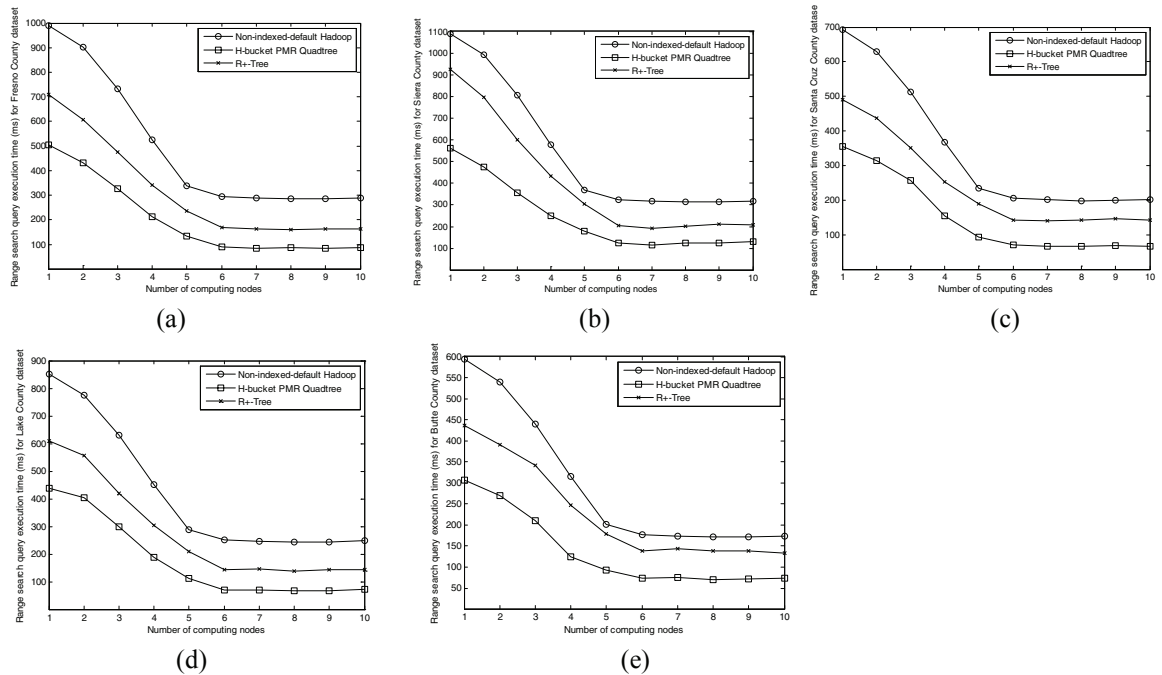 Range search query execution time (ms) for Fresno County dataset
1000
900
800
700
600
500
400
300
200
100
Non-indexed-default Hadoop
H-bucket PMR Quadtree
R+-Tree
1 2 3 4 5 6 7 8 9 10
Number of computing nodes
(a)
Range search query execution time (ms) for Sierra County dataset
1100
1000
900
800
700
600
500
400
300
200
100
Non-indexed-default Hadoop
H-bucket PMR Quadtree
R+-Tree
1 2 3 4 5 6 7 8 9 10
Number of computing nodes
(b)
Range search query execution time (ms) for Santa Cruz County datase
700
600
500
400
300
200
100
Non-indexed-default Hadoop
H-bucket PMR Quadtree
R+-Tree
1 2 3 4 5 6 7 8 9 10
Number of computing nodes
(c)
Range search query execution time (ms) for Lake County dataset
900
800
700
600
500
400
300
200
100
Non-indexed-default Hadoop
H-bucket PMR Quadtree
R+-Tree
1 2 3 4 5 6 7 8 9 10
Number of computing nodes
(d)
Range search query execution time (ms) for Butte County dataset
600
550
500
450
400
350
300
250
200
150
100
50
Non-indexed-default Hadoop
H-bucket PMR Quadtree
R+-Tree
1 2 3 4 5 6 7 8 9 10
Number of computing nodes
(e)